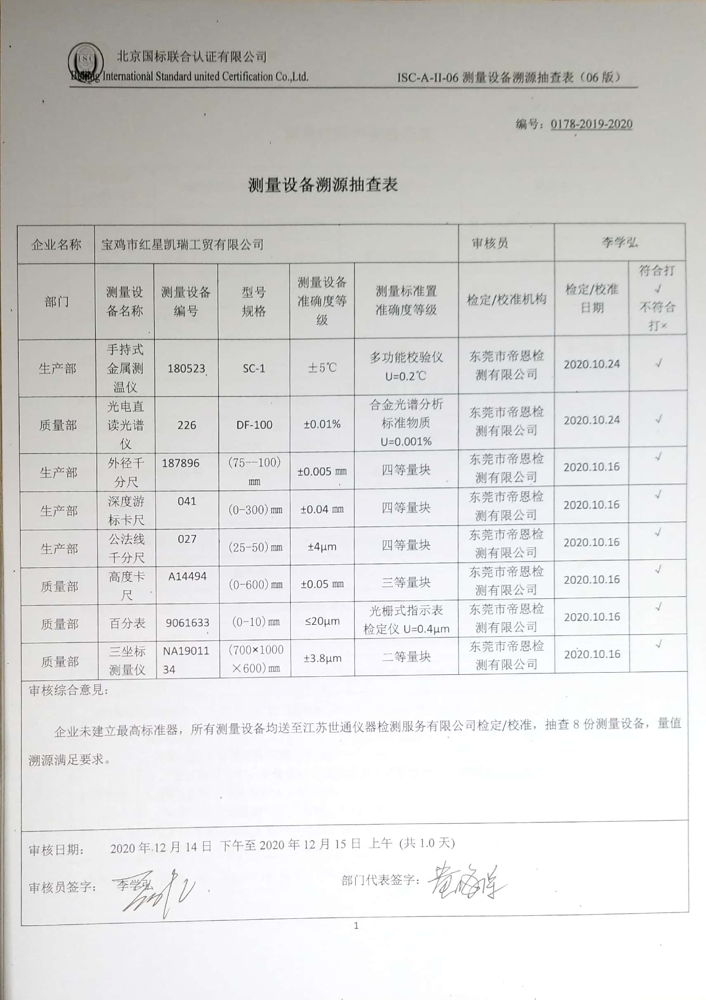 ISC
北京国标联合认证有限公司
Beijing International Standard united Certification Co.,Ltd.
ISC-A-II-06 测量设备溯源抽查表（06 版）
编号：0178-2019-2020
测量设备溯源抽查表
企业名称 宝鸡市红星凯瑞工贸有限公司 审核员 李学弘
部门 测量设备名称 测量设备编号 型号规格 测量设备准确度等级 测量标准置准确度等级 检定/校准机构 检定/校准日期 符合打√不符合打×
生产部 手持式金属测温仪 180523 SC-1 ±5℃ 多功能校验仪 U=0.2℃ 东莞市帝恩检测有限公司 2020.10.24 √
质量部 光电直读光谱仪 226 DF-100 ±0.01% 合金光谱分析标准物质 U=0.001% 东莞市帝恩检测有限公司 2020.10.24 √
生产部 外径千分尺 187896 (75--100)mm ±0.005 mm 四等量块 东莞市帝恩检测有限公司 2020.10.16 √
生产部 深度游标卡尺 041 (0-300)mm ±0.04 mm 四等量块 东莞市帝恩检测有限公司 2020.10.16 √
生产部 公法线千分尺 027 (25-50)mm ±4μm 四等量块 东莞市帝恩检测有限公司 2020.10.16 √
质量部 高度卡尺 A14494 (0-600)mm ±0.05 mm 三等量块 东莞市帝恩检测有限公司 2020.10.16 √
质量部 百分表 9061633 (0-10)mm ≤20μm 光栅式指示表检定仪 U=0.4μm 东莞市帝恩检测有限公司 2020.10.16 √
质量部 三坐标测量仪 NA1901134 (700×1000×600)mm ±3.8μm 二等量块 东莞市帝恩检测有限公司 2020.10.16 √
审核综合意见：
企业未建立最高标准器，所有测量设备均送至江苏世通仪器检测服务有限公司检定/校准，抽查 8 份测量设备，量值
溯源满足要求。
审核日期： 2020 年.12 月 14 日 下午至 2020 年 12 月 15 日 上午 (共 1.0 天)
审核员签字： 李学弘 部门代表签字：
1